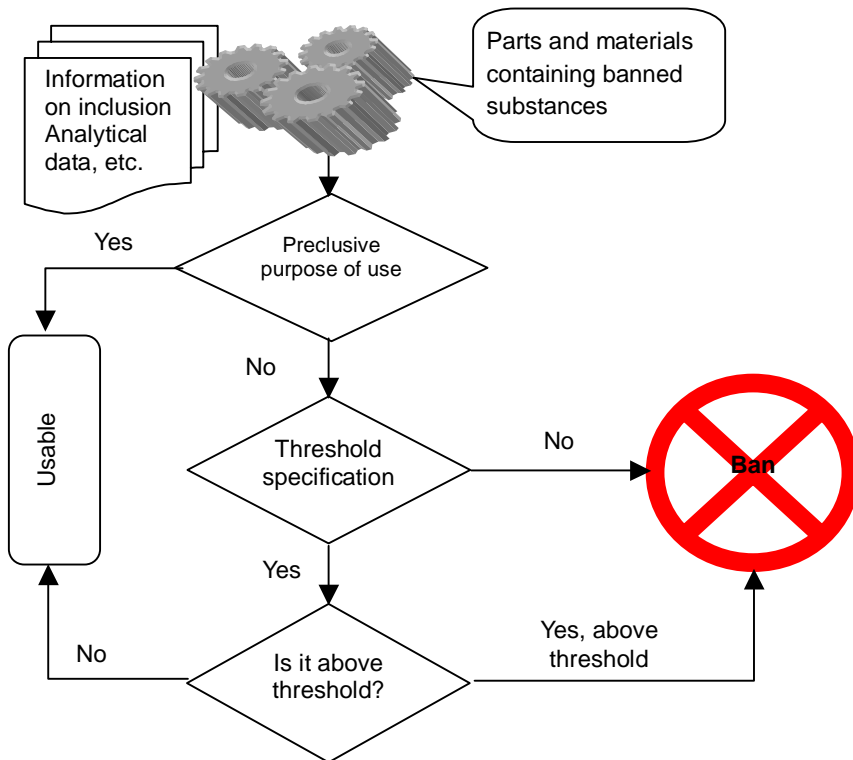 Information
on inclusion
Analytical
data, etc.
Parts and materials
containing banned
substances
Yes
Preclusive
purpose of use
No
Usable
Threshold
specification
No
Ban
Yes
No
Is it above
threshold?
Yes, above
threshold